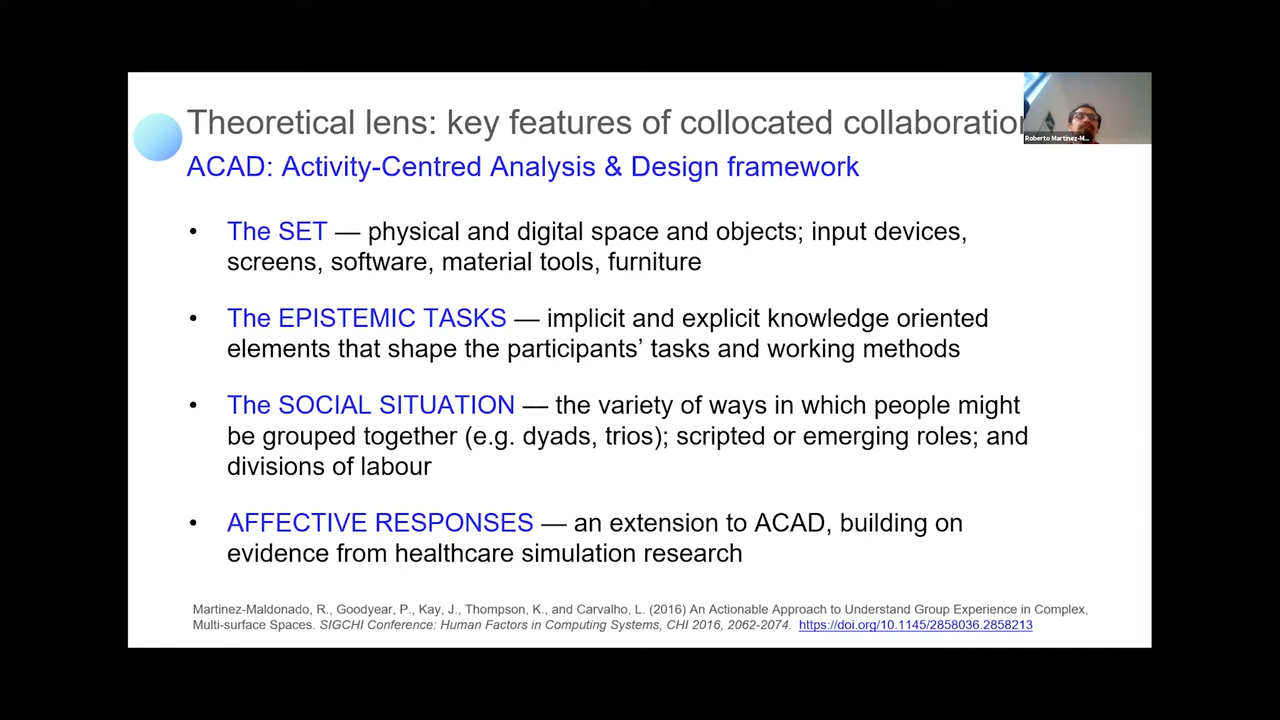 Theoretical lens: key features of collocated collaboration
Roberto Martinez-M...
ACAD: Activity-Centred Analysis & Design framework
• The SET — physical and digital space and objects; input devices,
screens, software, material tools, furniture
• The EPISTEMIC TASKS — implicit and explicit knowledge oriented
elements that shape the participants’ tasks and working methods
• The SOCIAL SITUATION — the variety of ways in which people might
be grouped together (e.g. dyads, trios); scripted or emerging roles; and
divisions of labour
• AFFECTIVE RESPONSES — an extension to ACAD, building on
evidence from healthcare simulation research
Martinez-Maldonado, R., Goodyear, P., Kay, J., Thompson, K., and Carvalho, L. (2016) An Actionable Approach to Understand Group Experience in Complex,
Multi-surface Spaces. SIGCHI Conference: Human Factors in Computing Systems, CHI 2016, 2062-2074. https://doi.org/10.1145/2858036.2858213